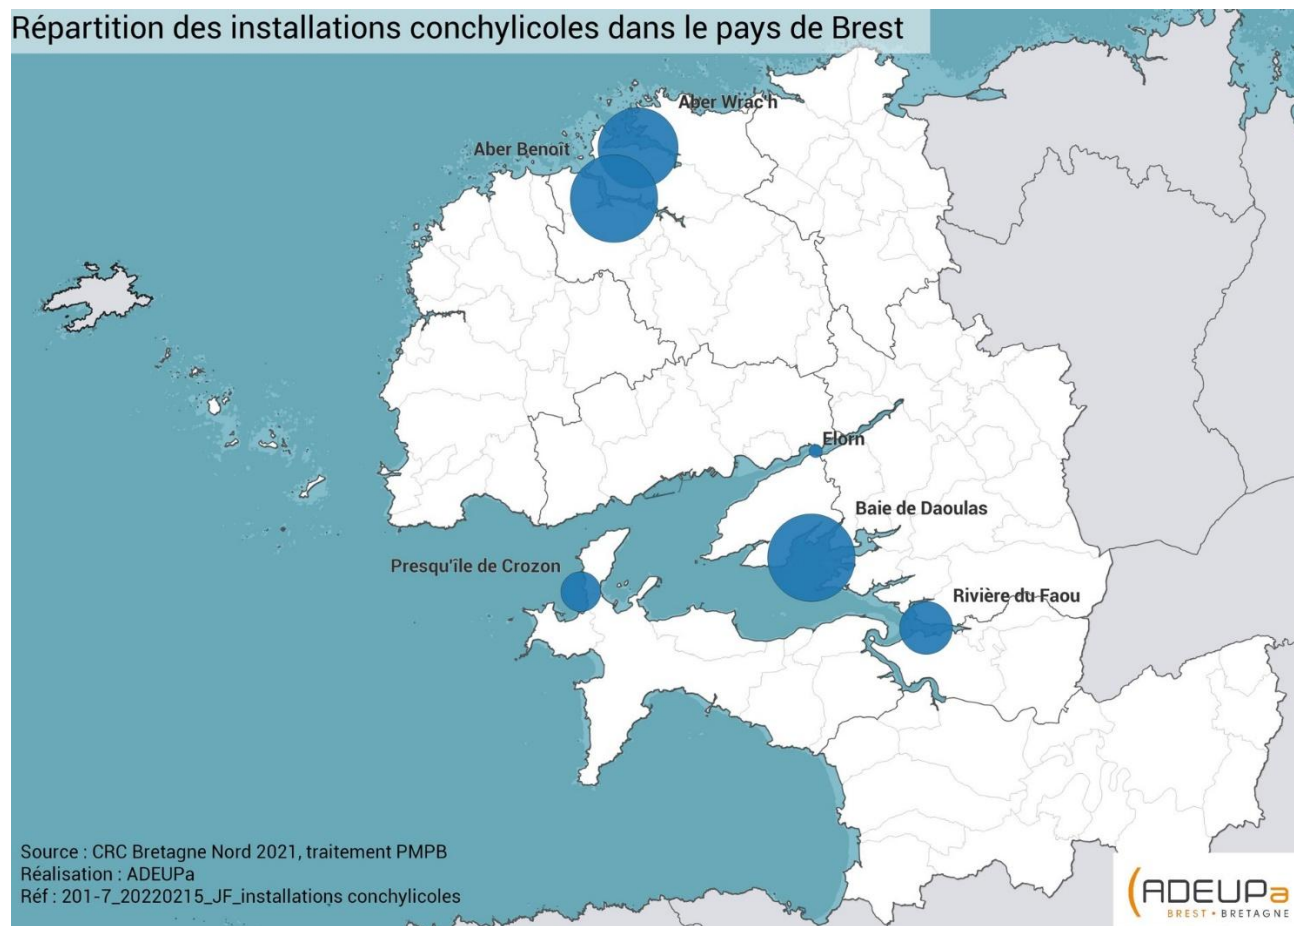 Répartition des installations conchylicoles dans le pays de Brest
Aber Wrac'h
Aber Benoît
Elorn
Baie de Daoulas
Presqu'île de Crozon
Rivière du Faou
Source : CRC Bretagne Nord 2021, traitement PMPB
Réalisation : ADEUPa
Réf : 201-7_20220215_JF_installations conchylicoles
ADEUPa
BREST • BRETAGNE